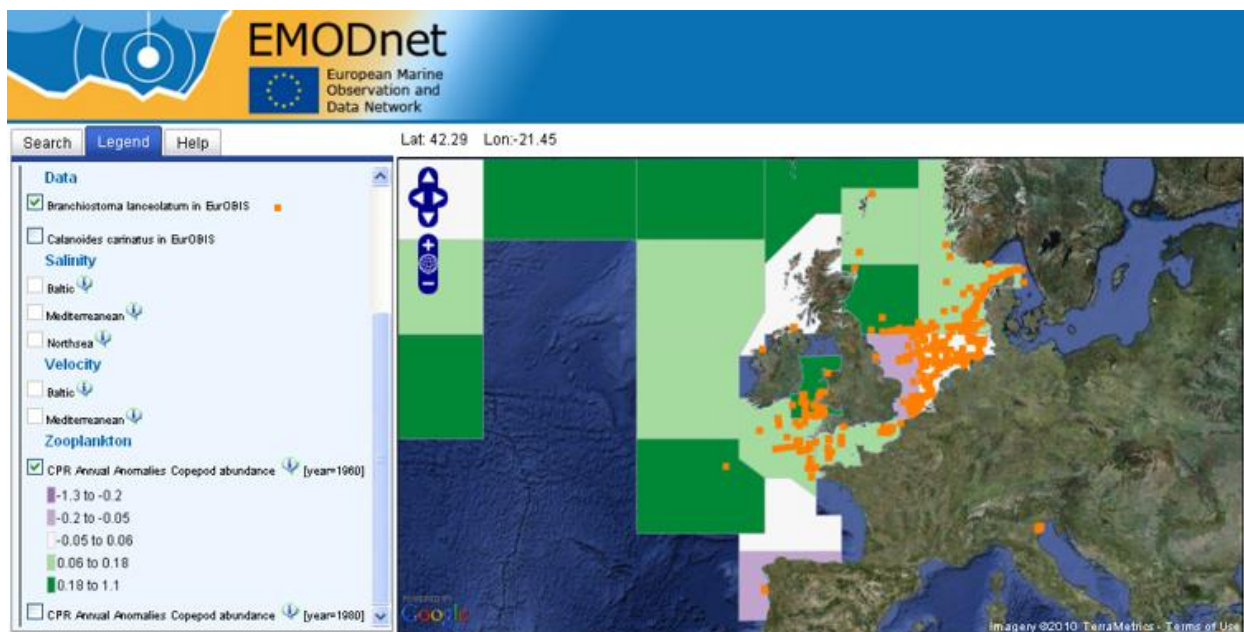 EMODnet
European Marine
Observation and
Data Network
Search Legend Help
Lat: 42.29 Lon:-21.45
Data
Branchiostoma lanceolatum in EurOBIS
Calanoides carinatus in EurOBIS
Salinity
Baltic
Mediterreanean
Northsea
Velocity
Baltic
Mediterreanean
Zooplankton
CPR Annual Anomalies Copepod abundance [year=1960]
-1.3 to -0.2
-0.2 to -0.05
-0.05 to 0.06
0.06 to 0.18
0.18 to 1.1
CPR Annual Anomalies Copepod abundance [year=1980]
POWERED BY
Google
Imagery ©2010 TerraMetrics - Terms of Use